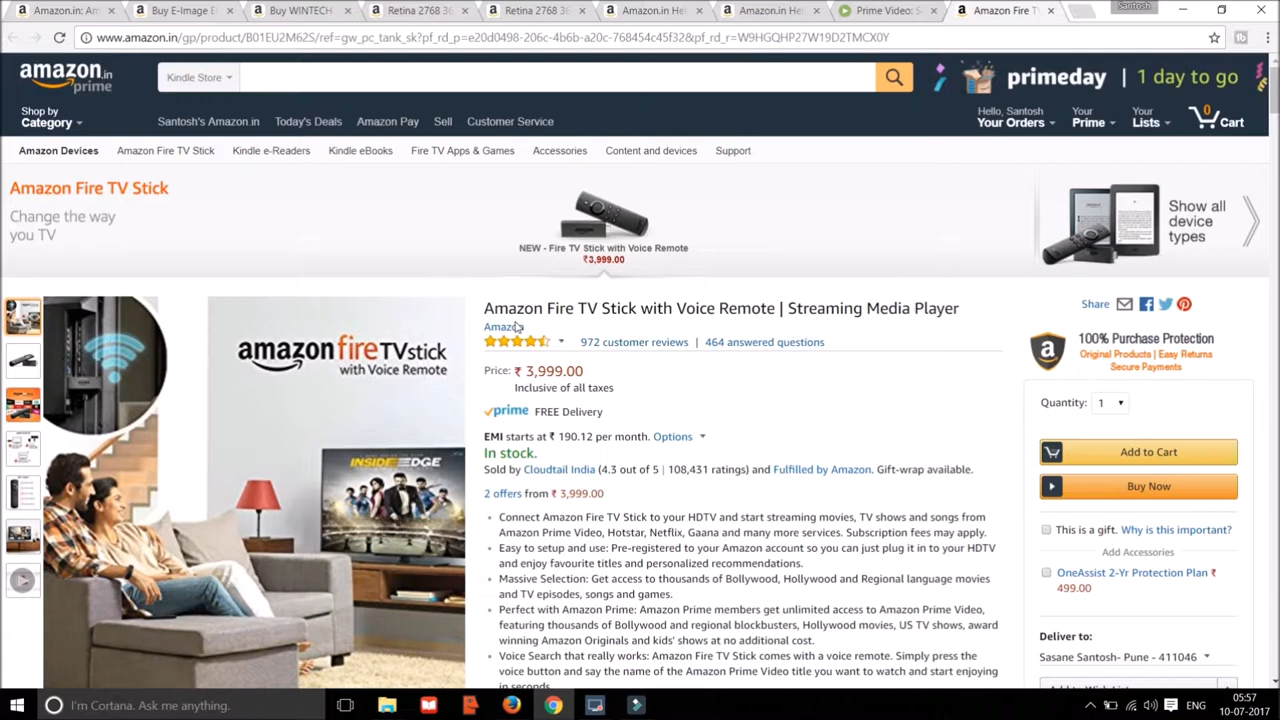 Amazon.in: Am
Buy E-Image E
Buy WINTECH
Retina 2768 36
Retina 2768 36
Amazon.in Hel
Amazon.in Hel
Prime Video: S
Amazon Fire T
Santosh
www.amazon.in/gp/product/B01EU2M62S/ref=gw_pc_tank_sk?pf_rd_p=e20d0498-206c-4b6b-a20c-768454c45f32&pf_rd_r=W9HGQHP27W19D2TMCX0Y
amazon.in
prime
Kindle Store
primeday | 1 day to go
Shop by
Category
Santosh's Amazon.in
Today's Deals
Amazon Pay
Sell
Customer Service
Hello, Santosh
Your Orders
Your
Prime
Your
Lists
0
Cart
Amazon Devices
Amazon Fire TV Stick
Kindle e-Readers
Kindle eBooks
Fire TV Apps & Games
Accessories
Content and devices
Support
Amazon Fire TV Stick
Change the way
you TV
NEW - Fire TV Stick with Voice Remote
₹3,999.00
Show all
device
types
amazon fireTVstick
with Voice Remote
INSIDE EDGE
Amazon Fire TV Stick with Voice Remote | Streaming Media Player
Amazon
972 customer reviews | 464 answered questions
Price: ₹ 3,999.00
Inclusive of all taxes
prime FREE Delivery
EMI starts at ₹ 190.12 per month. Options
In stock.
Sold by Cloudtail India (4.3 out of 5 | 108,431 ratings) and Fulfilled by Amazon. Gift-wrap available.
2 offers from ₹ 3,999.00
Connect Amazon Fire TV Stick to your HDTV and start streaming movies, TV shows and songs from
Amazon Prime Video, Hotstar, Netflix, Gaana and many more services. Subscription fees may apply.
Easy to setup and use: Pre-registered to your Amazon account so you can just plug it in to your HDTV
and enjoy favourite titles and personalized recommendations.
Massive Selection: Get access to thousands of Bollywood, Hollywood and Regional language movies
and TV episodes, songs and games.
Perfect with Amazon Prime: Amazon Prime members get unlimited access to Amazon Prime Video,
featuring thousands of Bollywood and regional blockbusters, Hollywood movies, US TV shows, award
winning Amazon Originals and kids' shows at no additional cost.
Voice Search that really works: Amazon Fire TV Stick comes with a voice remote. Simply press the
voice button and say the name of the Amazon Prime Video title you want to watch and start enjoying
in seconds.
Share
a
100% Purchase Protection
Original Products | Easy Returns
Secure Payments
Quantity: 1
Add to Cart
Buy Now
This is a gift. Why is this important?
Add Accessories
OneAssist 2-Yr Protection Plan ₹
499.00
Deliver to:
Sasane Santosh- Pune - 411046
I'm Cortana. Ask me anything.
ENG
05:57
10-07-2017